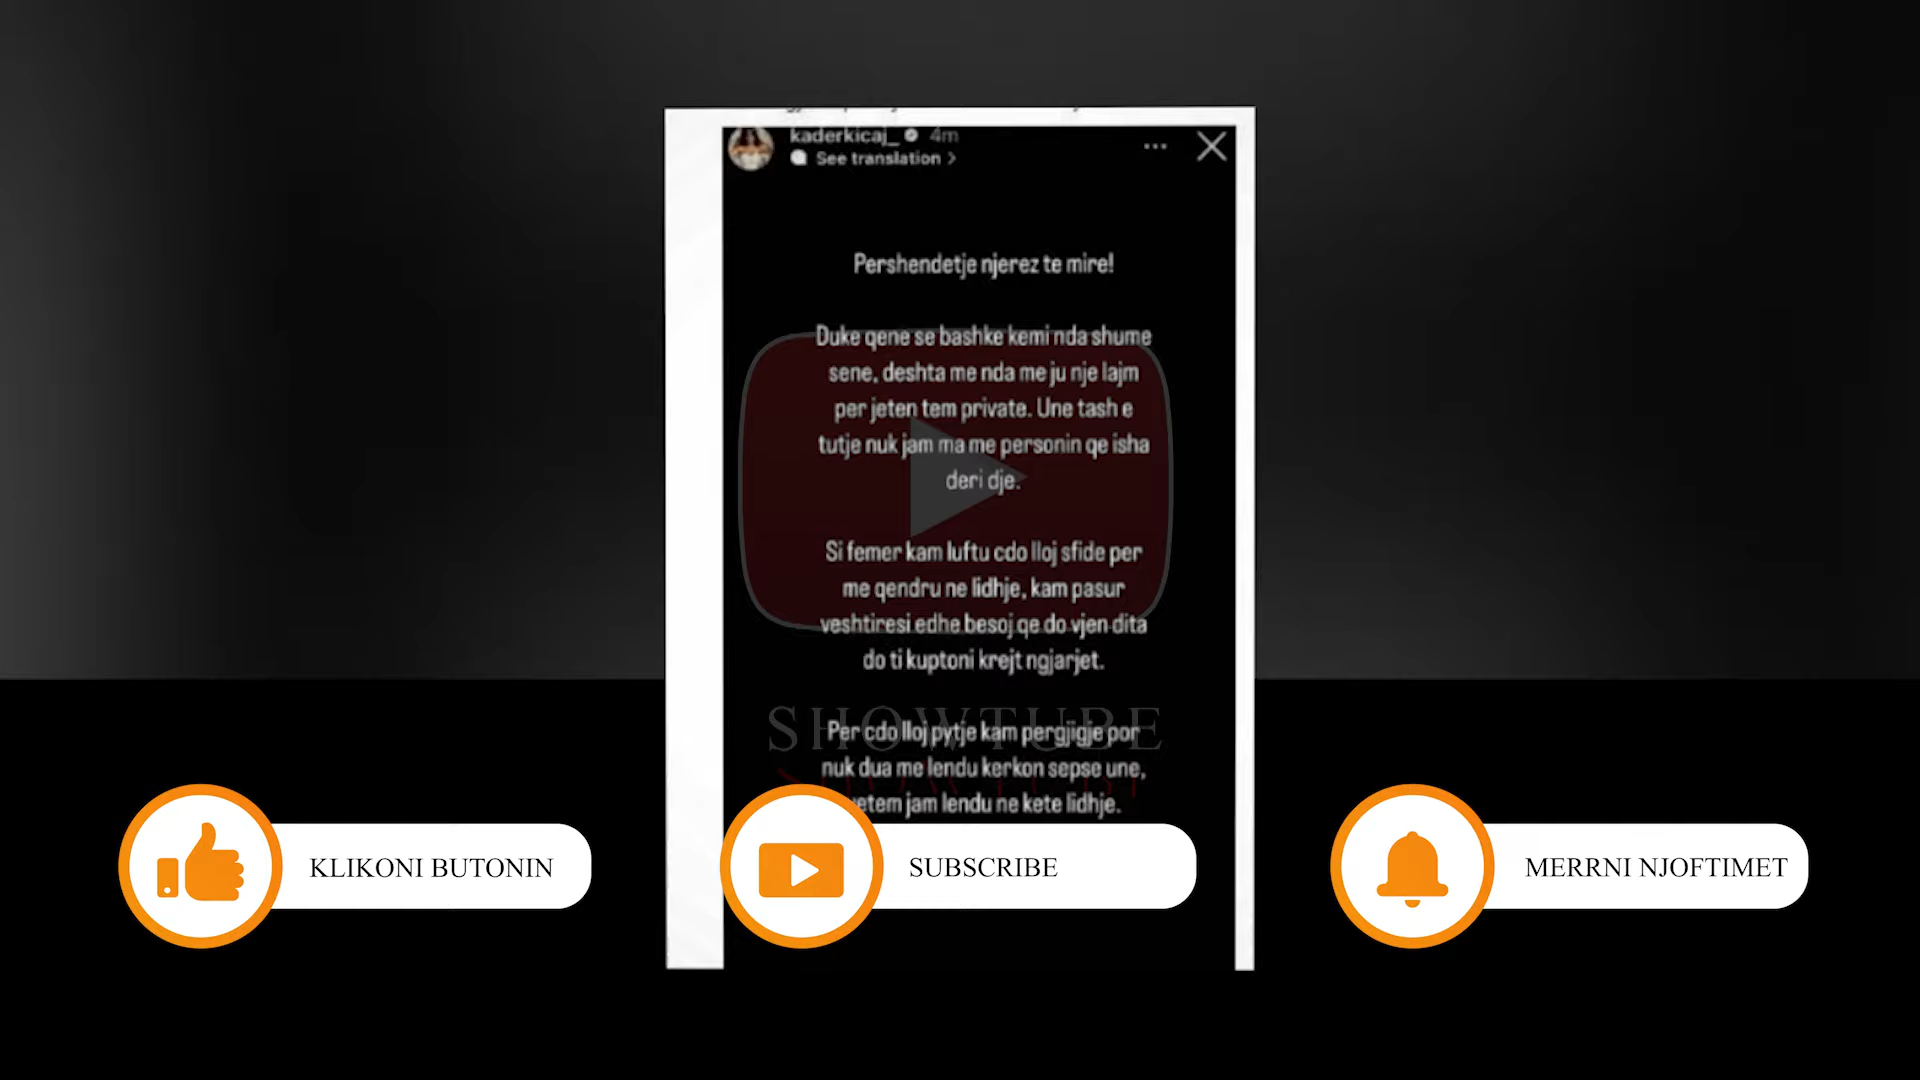 kaderkicaj_ 4m
See translation >
Pershendetje njerez te mire!
Duke qene se bashke kemi nda shume
sene, deshta me nda me ju nje lajm
per jeten tem private. Une tash e
tutje nuk jam ma me personin qe isha
deri dje.
Si femer kam luftu cdo lloj sfide per
me qendru ne lidhje, kam pasur
veshtiresi edhe besoj qe do vjen dita
do ti kuptoni krejt ngjarjet.
SHOWTUBE
Per cdo lloj pytje kam pergjigje por
nuk dua me lendu kerkon sepse une,
vetem jam lendu ne kete lidhje.
KLIKONI BUTONIN
SUBSCRIBE
MERRNI NJOFTIMET